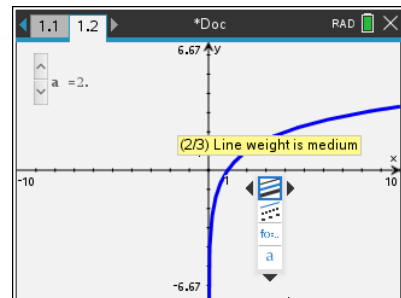 1.1 1.2 *Doc RAD
6.67 y
a =2.
(2/3) Line weight is medium
x
-10 1 10
fo:..
a
-6.67